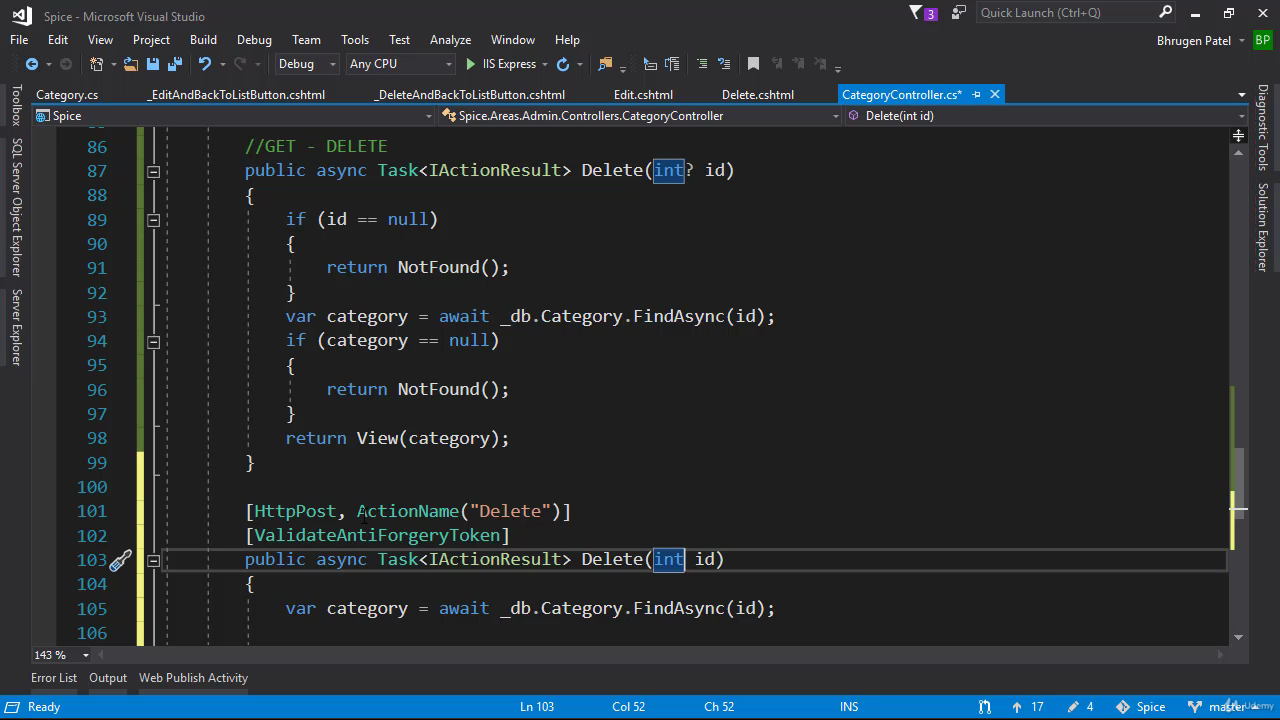 Spice - Microsoft Visual Studio
3
Quick Launch (Ctrl+Q)
File Edit View Project Build Debug Team Tools Test Analyze Window Help
Bhrugen Patel BP
Debug Any CPU IIS Express
Category.cs _EditAndBackToListButton.cshtml _DeleteAndBackToListButton.cshtml Edit.cshtml Delete.cshtml CategoryController.cs*
Spice Spice.Areas.Admin.Controllers.CategoryController Delete(int id)
Toolbox
SQL Server Object Explorer
Server Explorer
Diagnostic Tools
Solution Explorer
86 //GET - DELETE
87 public async Task<IActionResult> Delete(int? id)
88 {
89 if (id == null)
90 {
91 return NotFound();
92 }
93 var category = await _db.Category.FindAsync(id);
94 if (category == null)
95 {
96 return NotFound();
97 }
98 return View(category);
99 }
100
101 [HttpPost, ActionName("Delete")]
102 [ValidateAntiForgeryToken]
103 public async Task<IActionResult> Delete(int id)
104 {
105 var category = await _db.Category.FindAsync(id);
106
143 %
Error List Output Web Publish Activity
Ready Ln 103 Col 52 Ch 52 INS 17 4 Spice master
Udemy